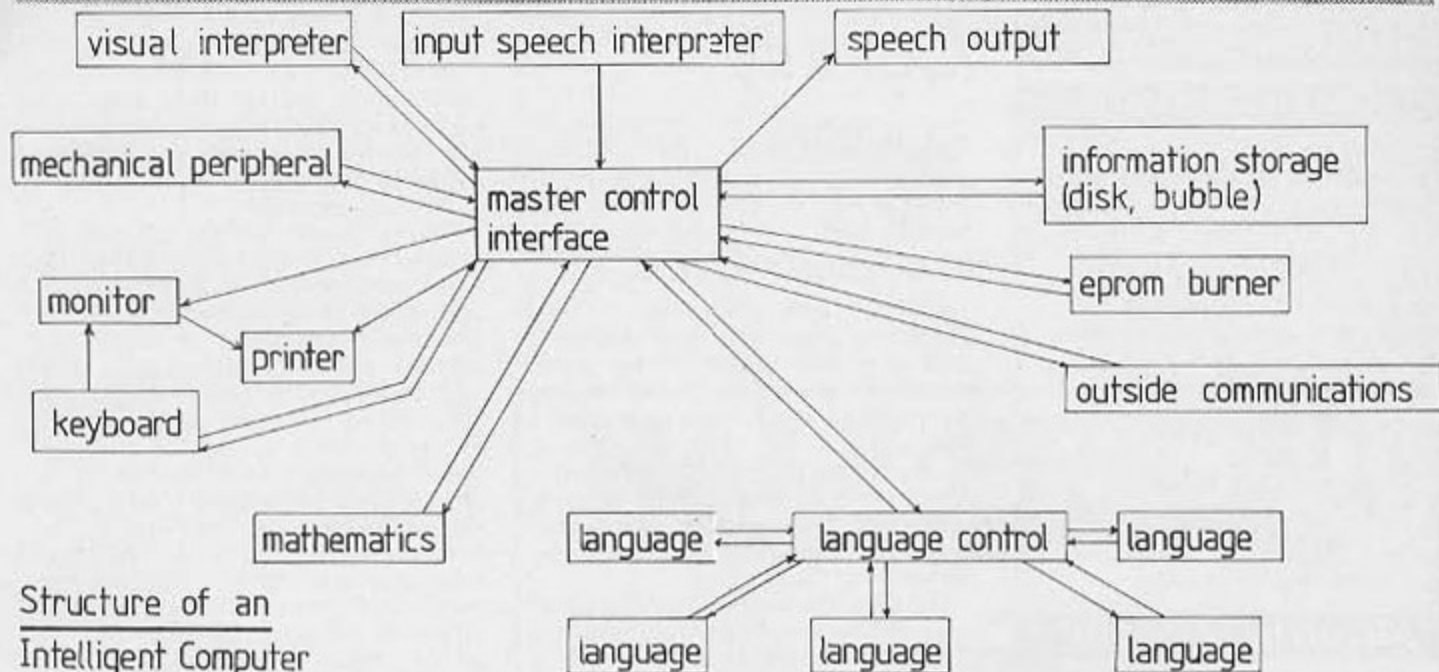 visual interpreter
input speech interpreter
speech output
mechanical peripheral
master control
interface
information storage
(disk, bubble)
monitor
eprom burner
printer
outside communications
keyboard
mathematics
language
language control
language
Structure of an
Intelligent Computer
language
language
language